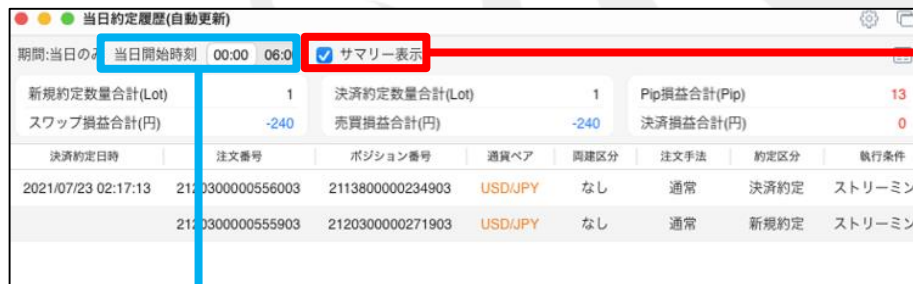 当日約定履歴(自動更新)
期間:当日のみ 当日開始時刻 00:00 06:0 サマリー表示
新規約定数量合計(Lot) 1 決済約定数量合計(Lot) 1 Pip損益合計(Pip) 13
スワップ損益合計(円) -240 売買損益合計(円) -240 決済損益合計(円) 0
決済約定日時 注文番号 ポジション番号 通貨ペア 両建区分 注文手法 約定区分 執行条件
2021/07/23 02:17:13 2120300000556003 2113800000234903 USD/JPY なし 通常 決済約定 ストリーミン
2120300000555903 2120300000271903 USD/JPY なし 通常 新規約定 ストリーミン